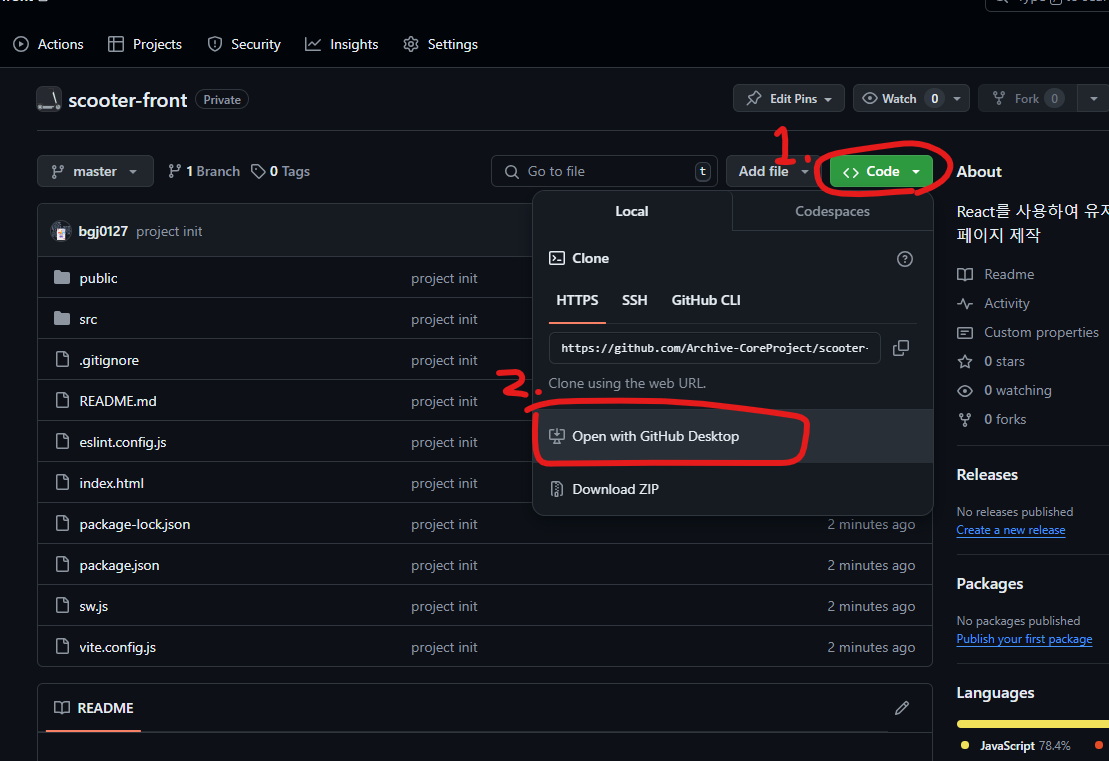 Actions Projects Security Insights Settings
scooter-front Private
Edit Pins Watch 0 Fork 0
1.
master 1 Branch 0 Tags
Go to file t
Add file
Code
Local Codespaces
bgj0127 project init
Clone
public project init
HTTPS SSH GitHub CLI
src project init
https://github.com/Archive-CoreProject/scooter-
.gitignore project init
2.
Clone using the web URL.
README.md project init
Open with GitHub Desktop
eslint.config.js project init
Download ZIP
index.html project init
package-lock.json project init 2 minutes ago
package.json project init 2 minutes ago
sw.js project init 2 minutes ago
vite.config.js project init 2 minutes ago
README
About
React를 사용하여 유지
페이지 제작
Readme
Activity
Custom properties
0 stars
0 watching
0 forks
Releases
No releases published
Create a new release
Packages
No packages published
Publish your first package
Languages
JavaScript 78.4%